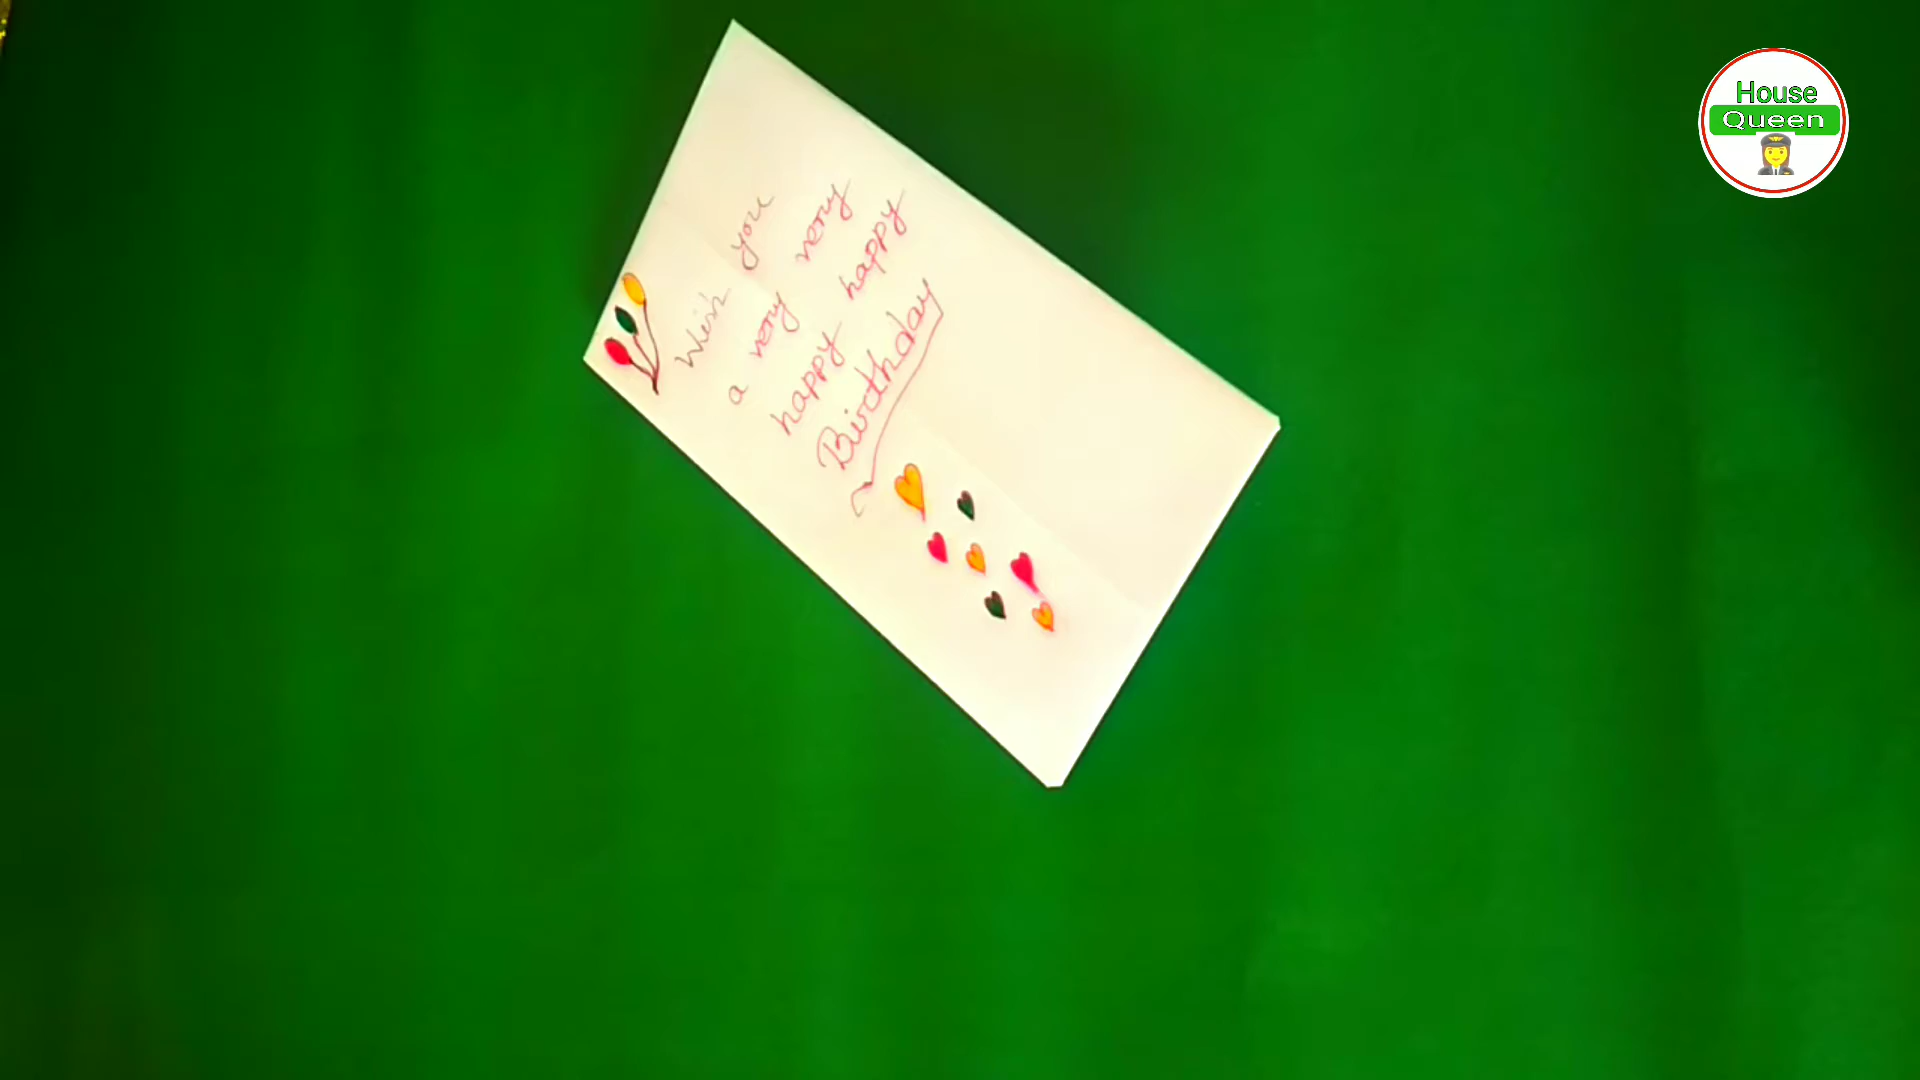 Wish you
a very very
happy happy
Birthday
House
Queen